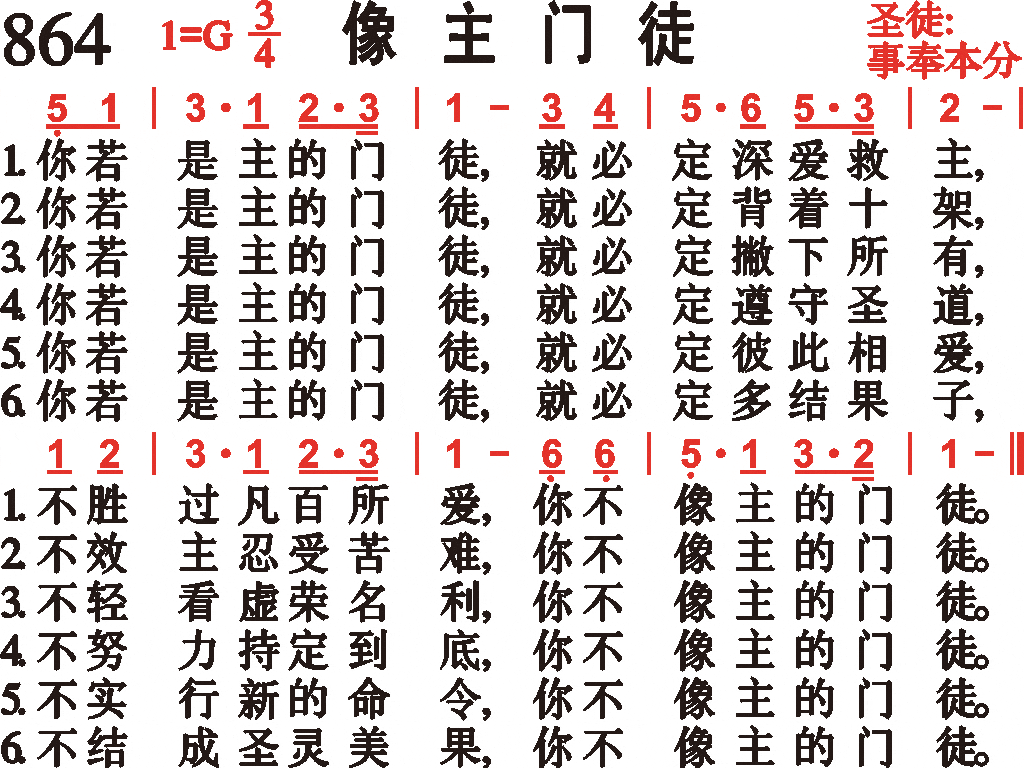 864 1=G 3/4 像主门徒 圣徒:
事奉本分
5 1 | 3·1 2·3 | 1 - 3 4 | 5·6 5·3 | 2 - |
1.你若是主的门徒,就必定深爱救主,
2.你若是主的门徒,就必定背着十架,
3.你若是主的门徒,就必定撇下所有,
4.你若是主的门徒,就必定遵守圣道,
5.你若是主的门徒,就必定彼此相爱,
6.你若是主的门徒,就必定多结果子,
1 2 | 3·1 2·3 | 1 - 6 6 | 5·1 3·2 | 1 - ‖
1.不胜过凡百所爱,你不像主的门徒。
2.不效主忍受苦难,你不像主的门徒。
3.不轻看虚荣名利,你不像主的门徒。
4.不努力持定到底,你不像主的门徒。
5.不实行新的命令,你不像主的门徒。
6.不结成圣灵美果,你不像主的门徒。